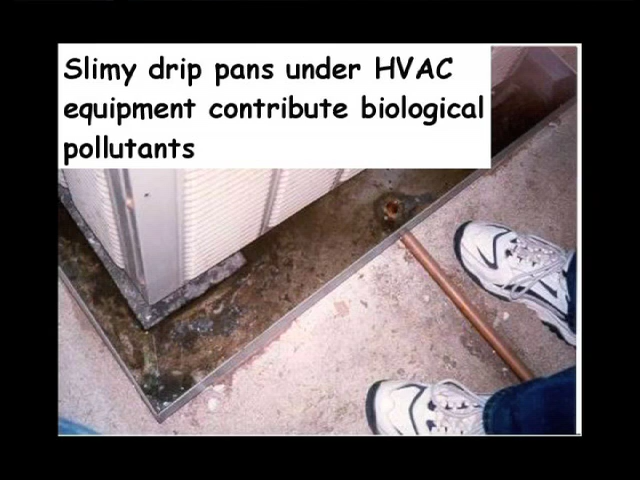 Slimy drip pans under HVAC
equipment contribute biological
pollutants